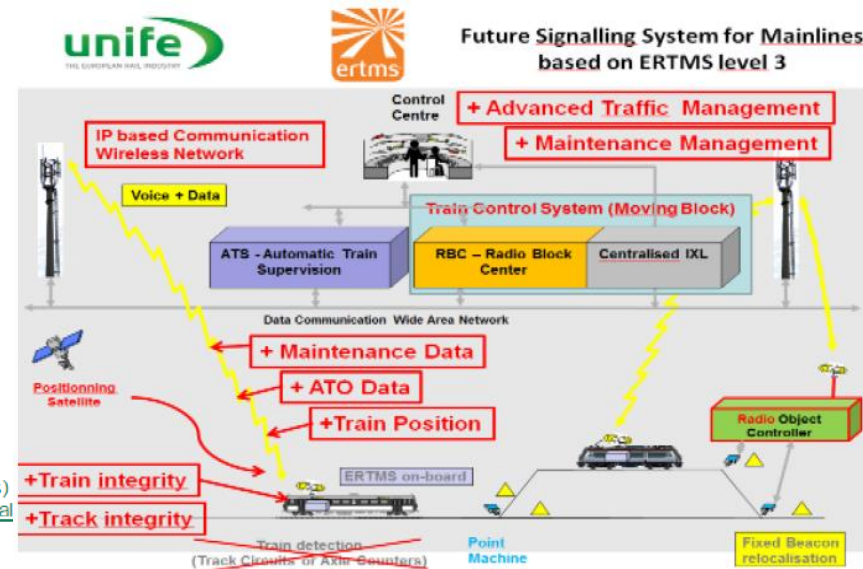 unife
THE EUROPEAN RAIL INDUSTRY
ertms
Future Signalling System for Mainlines
based on ERTMS level 3
Control
Centre
+ Advanced Traffic Management
+ Maintenance Management
IP based Communication
Wireless Network
Voice + Data
Train Control System (Moving Block)
ATS - Automatic Train
Supervision
RBC – Radio Block
Center
Centralised IXL
Data Communication Wide Area Network
+ Maintenance Data
+ ATO Data
+Train Position
Positionning
Satellite
Radio Object
Controller
s)
al
+Train integrity
+Track integrity
ERTMS on-board
Train detection
(Track Circuits or Axle Counters)
Point
Machine
Fixed Beacon
relocalisation